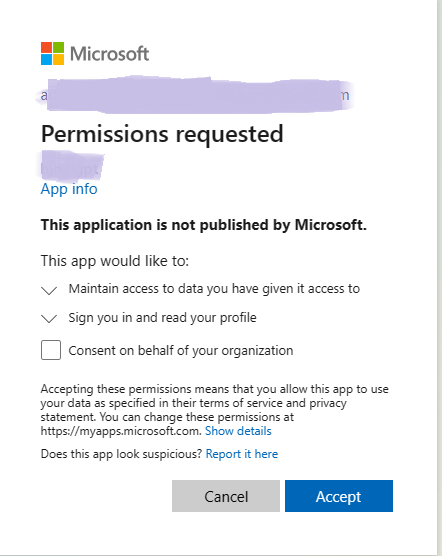 Microsoft
Permissions requested
App info
This application is not published by Microsoft.
This app would like to:
Maintain access to data you have given it access to
Sign you in and read your profile
Consent on behalf of your organization
Accepting these permissions means that you allow this app to use
your data as specified in their terms of service and privacy
statement. You can change these permissions at
https://myapps.microsoft.com. Show details
Does this app look suspicious? Report it here
Cancel Accept